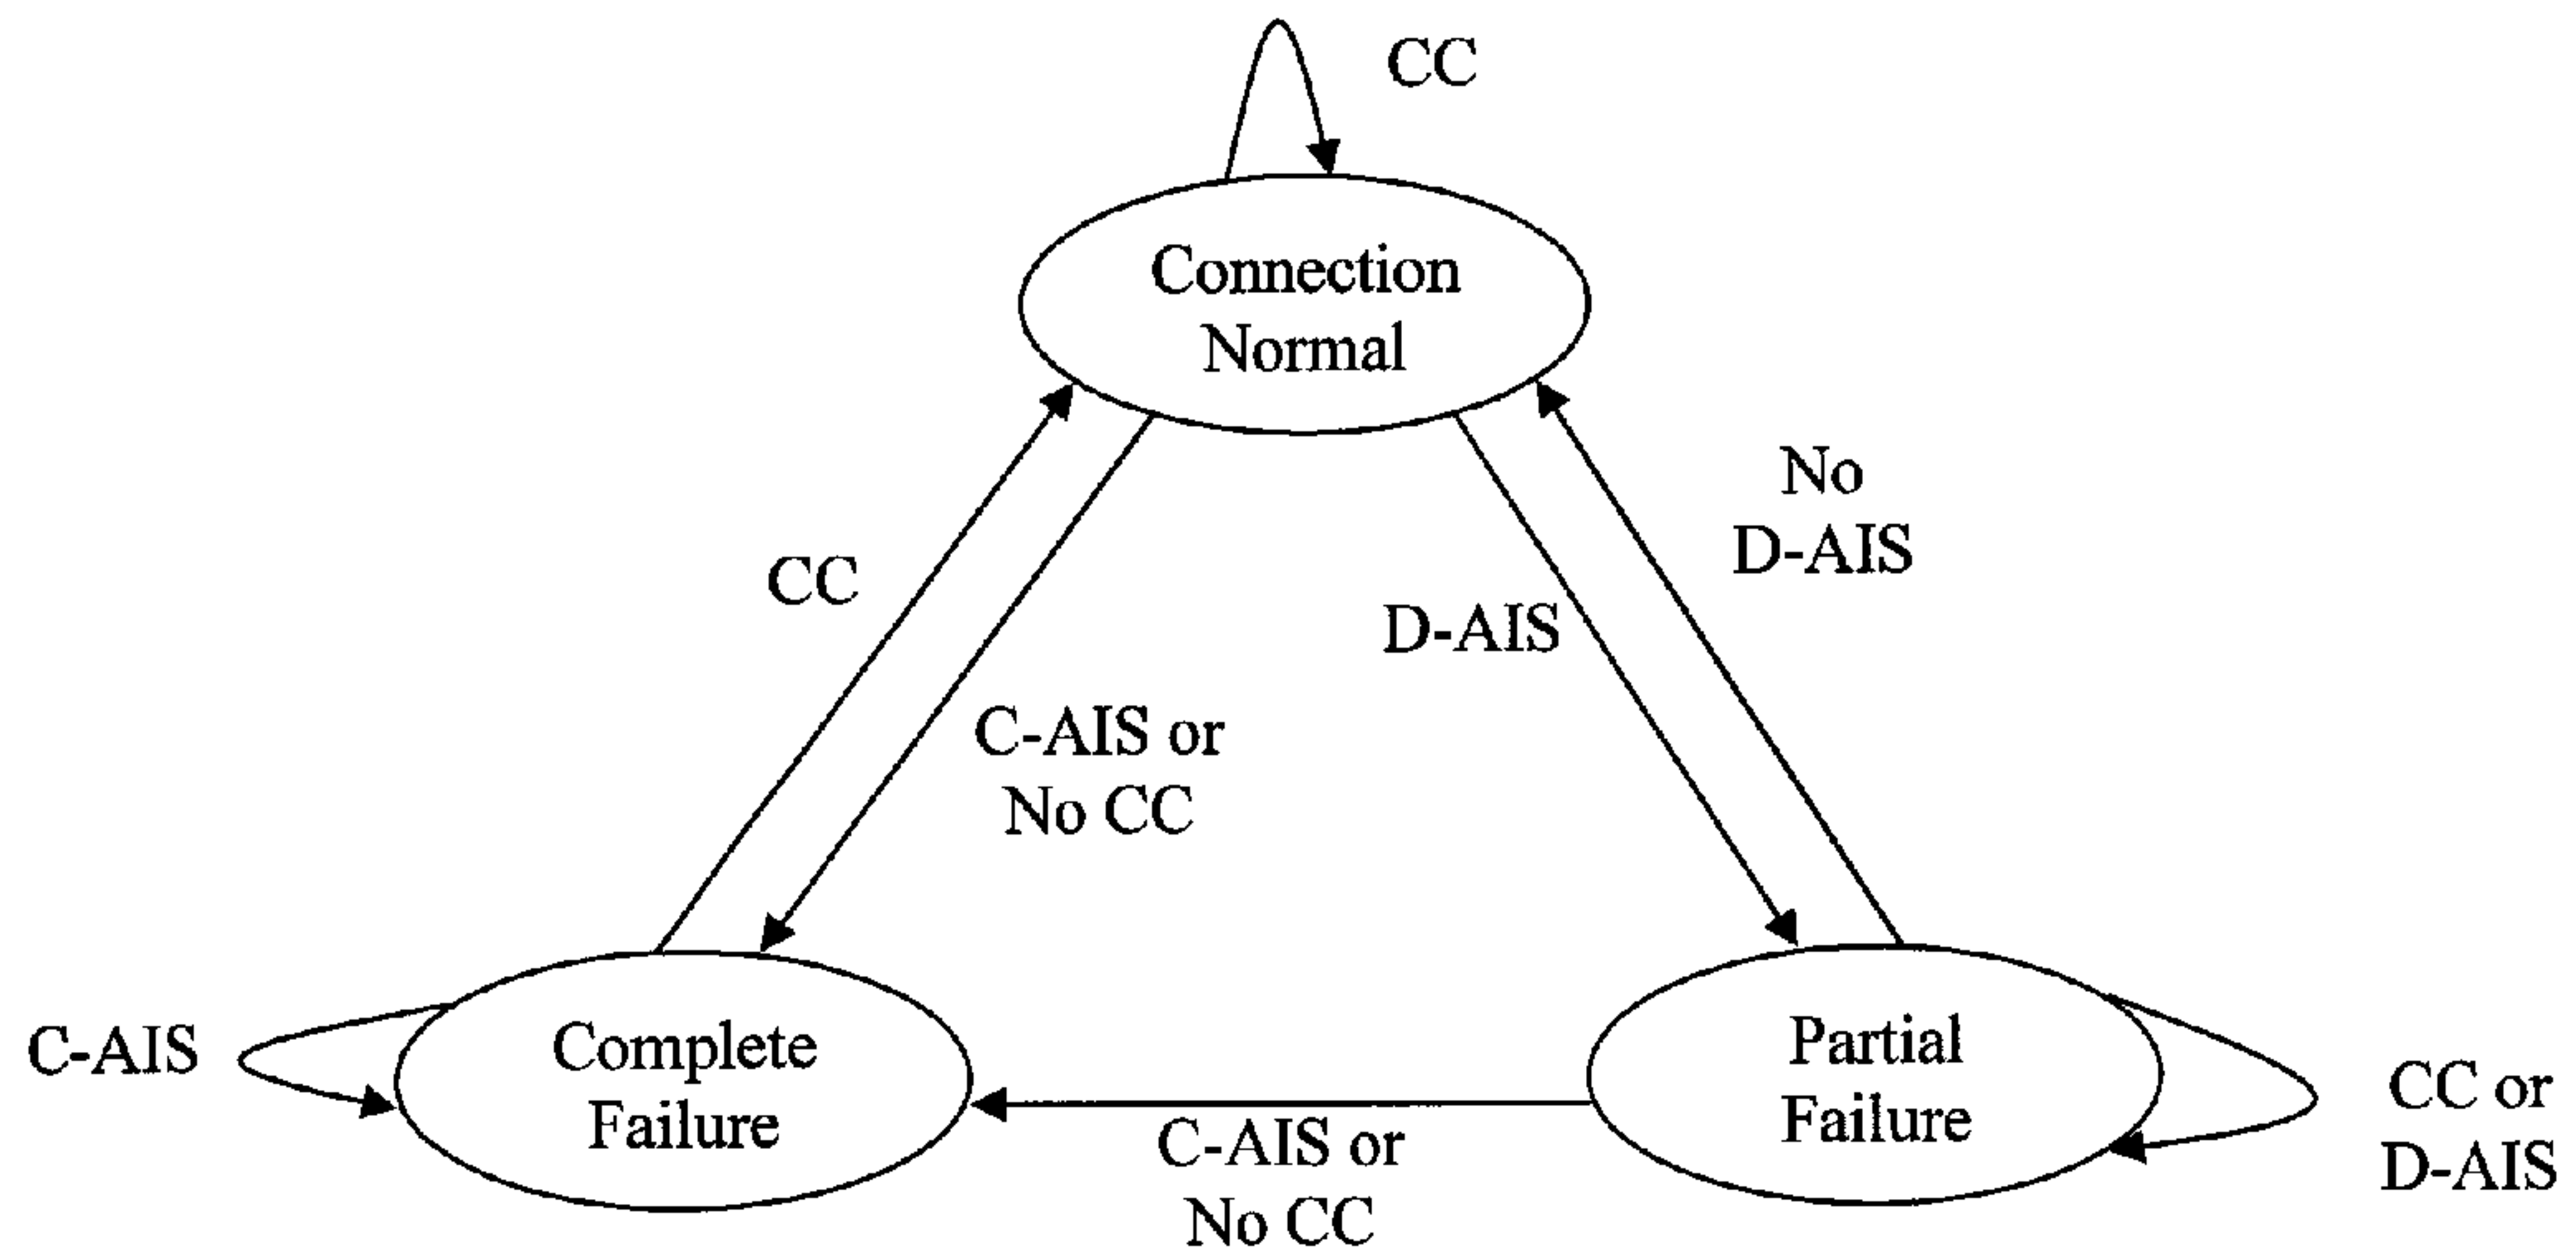 CC
Connection
Normal
No
D-AIS
CC
D-AIS
C-AIS or
No CC
C-AIS
Complete
Failure
Partial
Failure
CC or
D-AIS
C-AIS or
No CC